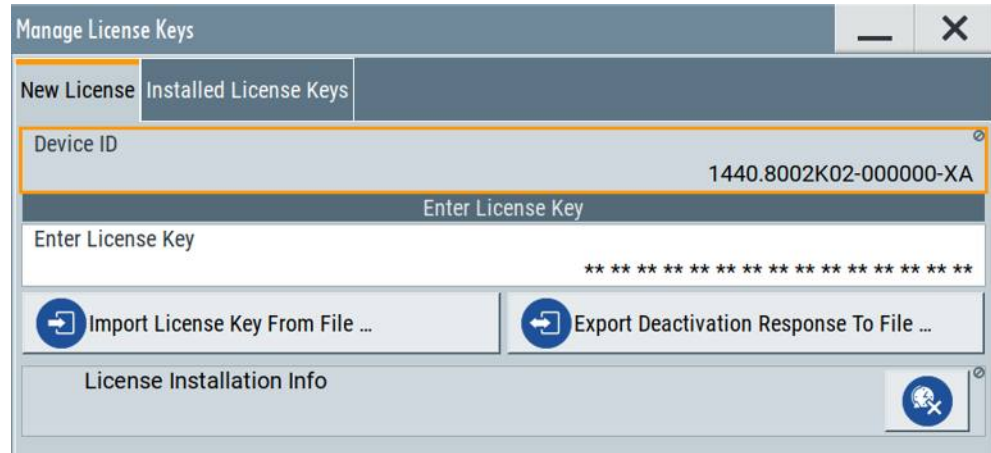 Manage License Keys
New License Installed License Keys
Device ID
1440.8002K02-000000-XA
Enter License Key
Enter License Key
** ** ** ** ** ** ** ** ** ** ** ** ** ** **
Import License Key From File ... Export Deactivation Response To File ...
License Installation Info